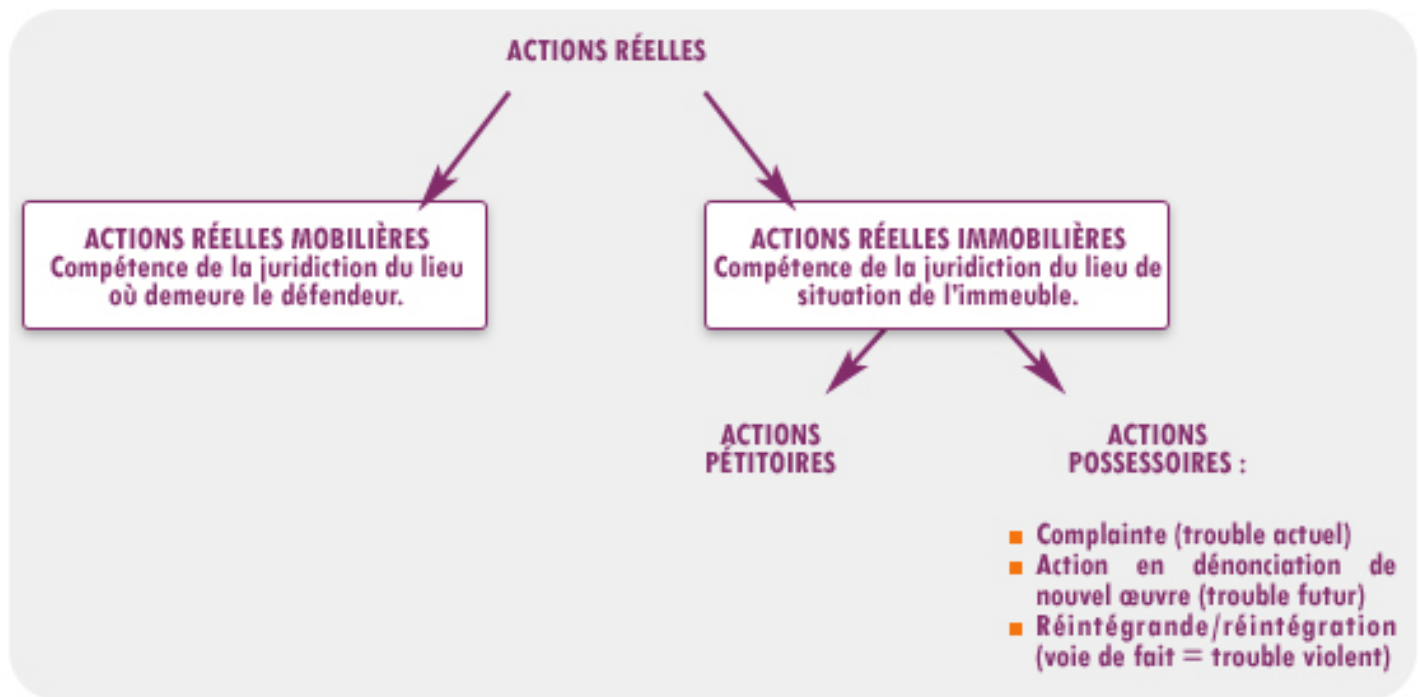 ACTIONS RÉELLES
ACTIONS RÉELLES MOBILIÈRES
Compétence de la juridiction du lieu
où demeure le défendeur.
ACTIONS RÉELLES IMMOBILIÈRES
Compétence de la juridiction du lieu de
situation de l'immeuble.
ACTIONS
PÉTITOIRES
ACTIONS
POSSESSOIRES :
Complainte (trouble actuel)
Action en dénonciation de
nouvel œuvre (trouble futur)
Réintégrande/réintégration
(voie de fait = trouble violent)